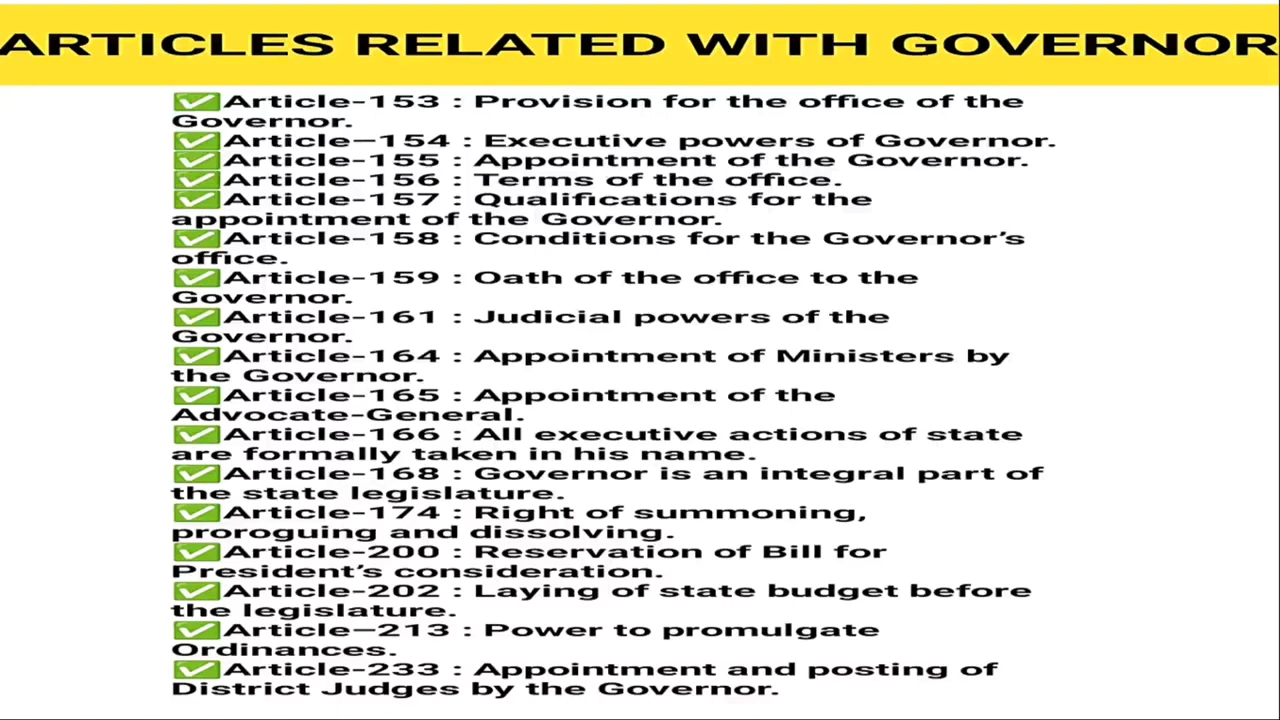 ARTICLES RELATED WITH GOVERNOR
✅Article-153 : Provision for the office of the
Governor.
✅Article–154 : Executive powers of Governor.
✅Article-155 : Appointment of the Governor.
✅Article-156 : Terms of the office.
✅Article-157 : Qualifications for the
appointment of the Governor.
✅Article-158 : Conditions for the Governor’s
office.
✅Article-159 : Oath of the office to the
Governor.
✅Article-161 : Judicial powers of the
Governor.
✅Article-164 : Appointment of Ministers by
the Governor.
✅Article-165 : Appointment of the
Advocate-General.
✅Article-166 : All executive actions of state
are formally taken in his name.
✅Article-168 : Governor is an integral part of
the state legislature.
✅Article-174 : Right of summoning,
proroguing and dissolving.
✅Article-200 : Reservation of Bill for
President’s consideration.
✅Article-202 : Laying of state budget before
the legislature.
✅Article–213 : Power to promulgate
Ordinances.
✅Article-233 : Appointment and posting of
District Judges by the Governor.